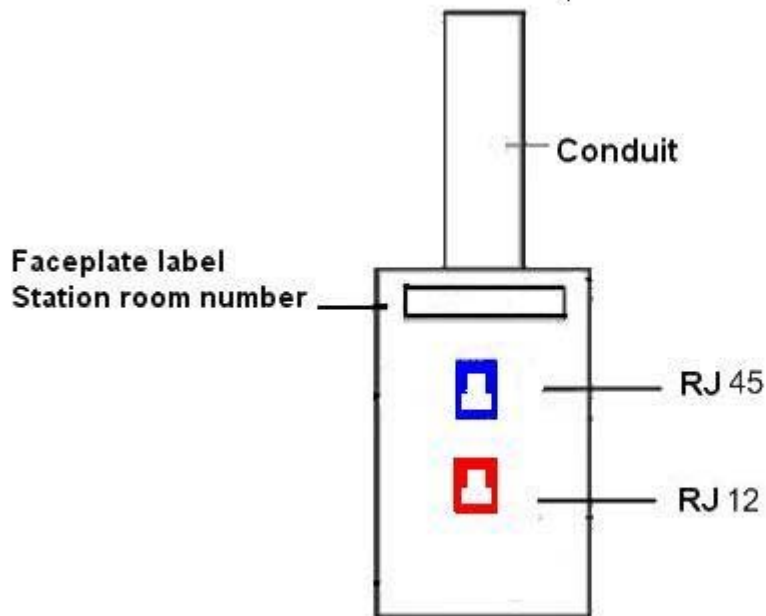 Conduit
Faceplate label
Station room number
RJ 45
RJ 12